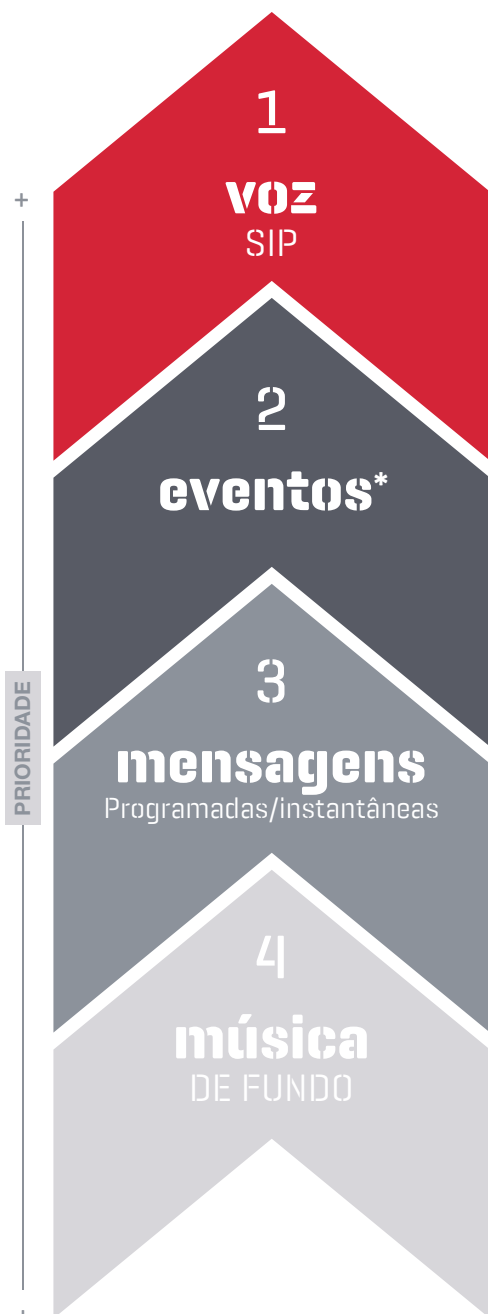 1
voz
SIP
+
2
eventos*
3
PRIORIDADE
mensagens
Programadas/instantâneas
4
música
DE FUNDO
-